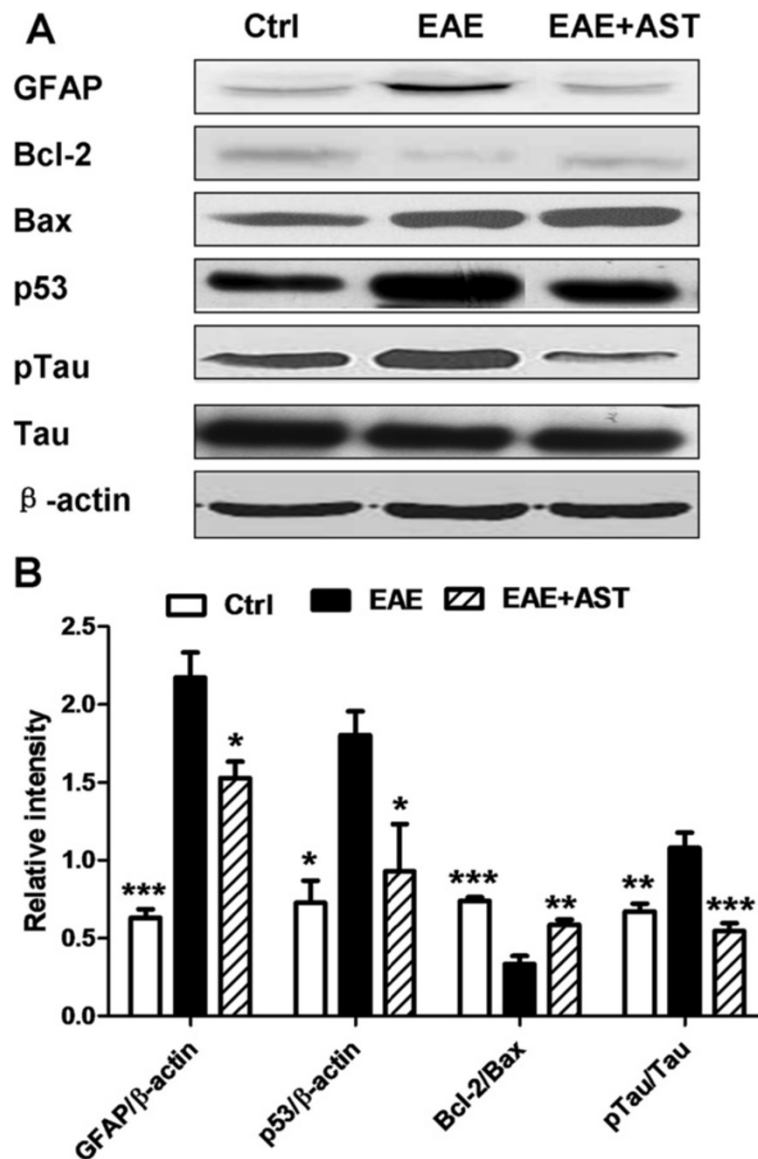 A
Ctrl EAE EAE+AST
GFAP
Bcl-2
Bax
p53
pTau
Tau
β-actin
B
Ctrl EAE EAE+AST
2.5
2.0
1.5
1.0
0.5
0.0
Relative intensity
*** * * * *** ** ** ***
GFAP/β-actin
p53/β-actin
Bcl-2/Bax
pTau/Tau